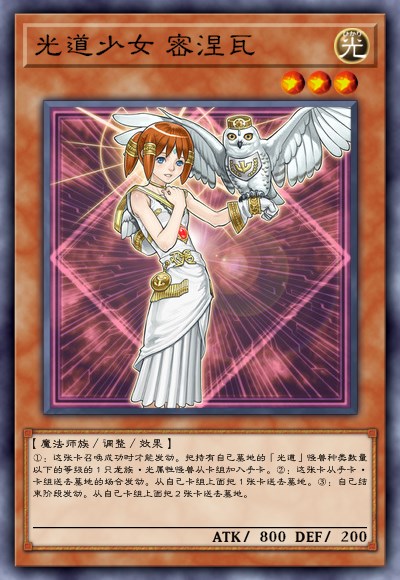 光道少女 密涅瓦
光
【魔法师族／调整／效果】
①：这张卡召唤成功时才能发动。把持有自己墓地的「光道」怪兽种类数量
以下的等级的1只龙族・光属性怪兽从卡组加入手卡。②：这张卡从手卡・
卡组送去墓地的场合发动。从自己卡组上面把1张卡送去墓地。③：自己结
束阶段发动。从自己卡组上面把2张卡送去墓地。
ATK/ 800 DEF/ 200